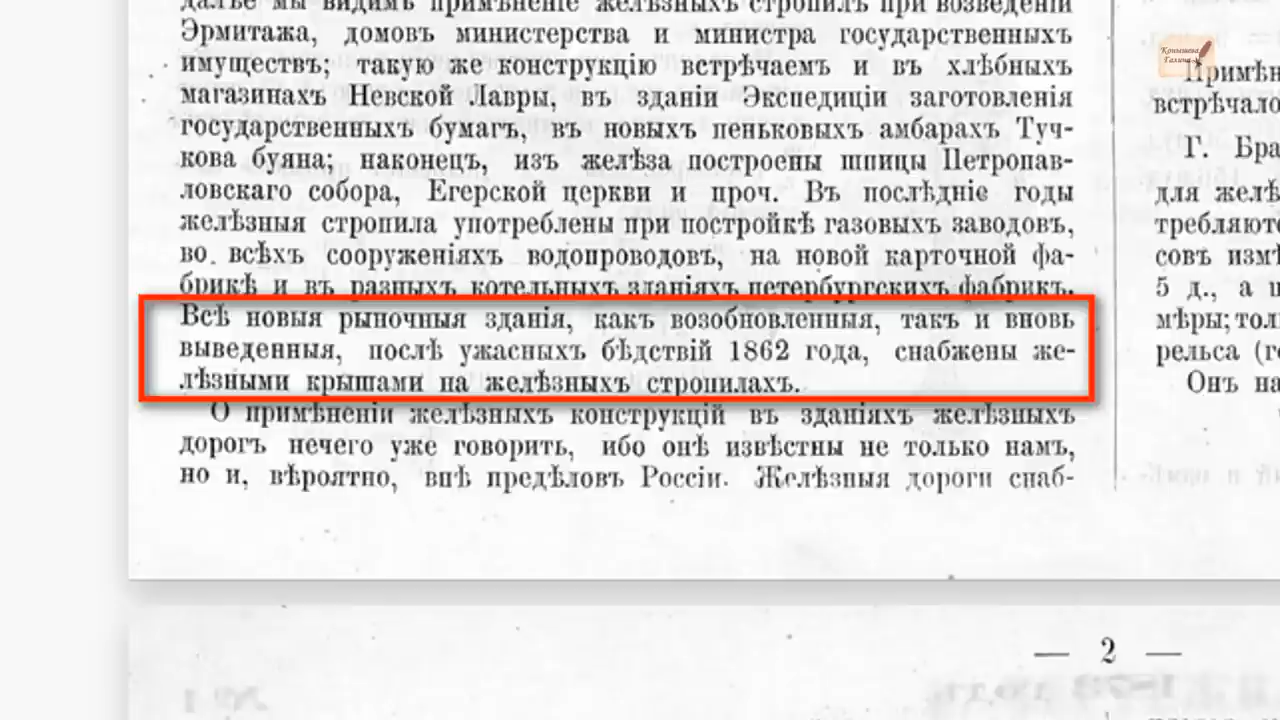 далѣе мы видимъ примѣненіе желѣзныхъ стропилъ при возведеніи
Эрмитажа, домовъ министерства и министра государственныхъ
имуществъ; такую же конструкцію встрѣчаемъ и въ хлѣбныхъ
магазинахъ Невской Лавры, въ зданіи Экспедиціи заготовленія
государственныхъ бумагъ, въ новыхъ пеньковыхъ амбарахъ Туч-
кова буяна; наконецъ, изъ желѣза построены шпицы Петропав-
ловскаго собора, Егерской церкви и проч. Въ послѣдніе годы
желѣзныя стропила употреблены при постройкѣ газовыхъ заводовъ,
во всѣхъ сооруженіяхъ водопроводовъ, на новой карточной фа-
брикѣ и въ разныхъ котельныхъ зданіяхъ петербургскихъ фабрикъ.
Всѣ новыя рыночныя зданія, какъ возобновленныя, такъ и вновь
выведенныя, послѣ ужасныхъ бѣдствій 1862 года, снабжены же-
лѣзными крышами на желѣзныхъ стропилахъ.
О примѣненіи желѣзныхъ конструкцій въ зданіяхъ желѣзныхъ
дорогъ нечего уже говорить, ибо онѣ извѣстны не только намъ,
но и, вѣроятно, внѣ предѣловъ Россіи. Желѣзныя дороги снаб-
Конышева
Галина
Примѣн
встрѣчало
Г. Бра
для желѣ
требляютс
совъ измѣ
5 д., а ш
мѣры; тол
рельса (го
Онъ на
— 2 —